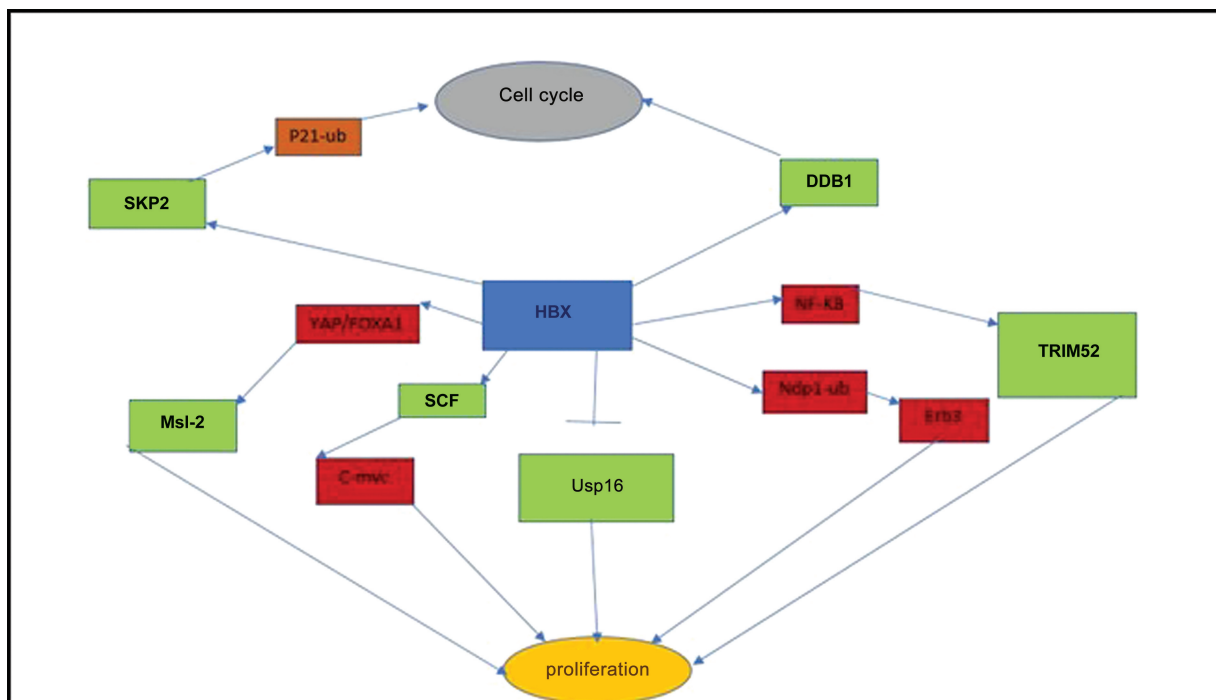 Cell cycle
P21-ub
DDB1
SKP2
HBX
NF-KB
YAP/FOXA1
TRIM52
Ndp1-ub
SCF
Erb3
Msl-2
C-mvc
Usp16
proliferation